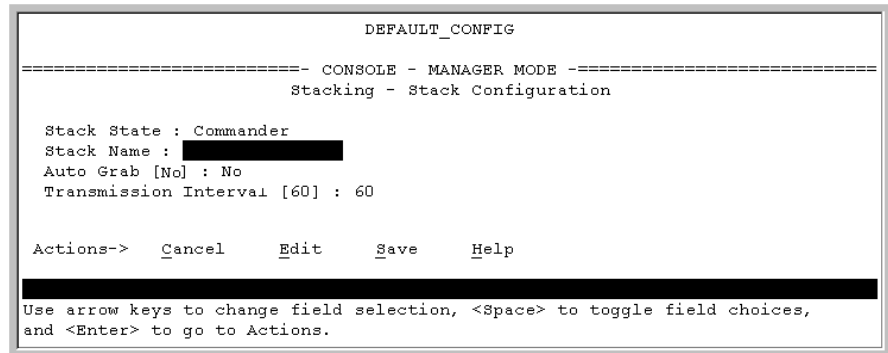 DEFAULT_CONFIG
==========================- CONSOLE - MANAGER MODE -============================
Stacking - Stack Configuration
Stack State : Commander
Stack Name :
Auto Grab [No] : No
Transmission Interval [60] : 60
Actions-> Cancel Edit Save Help
Use arrow keys to change field selection, <Space> to toggle field choices,
and <Enter> to go to Actions.